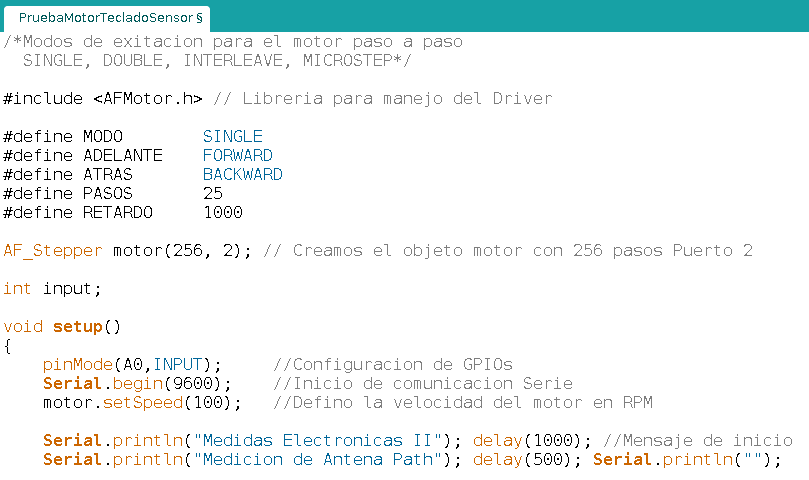 PruebaMotorTecladoSensor §
/*Modos de exitacion para el motor paso a paso
  SINGLE, DOUBLE, INTERLEAVE, MICROSTEP*/
#include <AFMotor.h> // Libreria para manejo del Driver
#define MODO        SINGLE
#define ADELANTE    FORWARD
#define ATRAS       BACKWARD
#define PASOS       25
#define RETARDO     1000
AF_Stepper motor(256, 2); // Creamos el objeto motor con 256 pasos Puerto 2
int input;
void setup()
{
    pinMode(A0,INPUT);     //Configuracion de GPIOs
    Serial.begin(9600);    //Inicio de comunicacion Serie
    motor.setSpeed(100);   //Defino la velocidad del motor en RPM
    Serial.println("Medidas Electronicas II"); delay(1000); //Mensaje de inicio
    Serial.println("Medicion de Antena Path"); delay(500); Serial.println("");